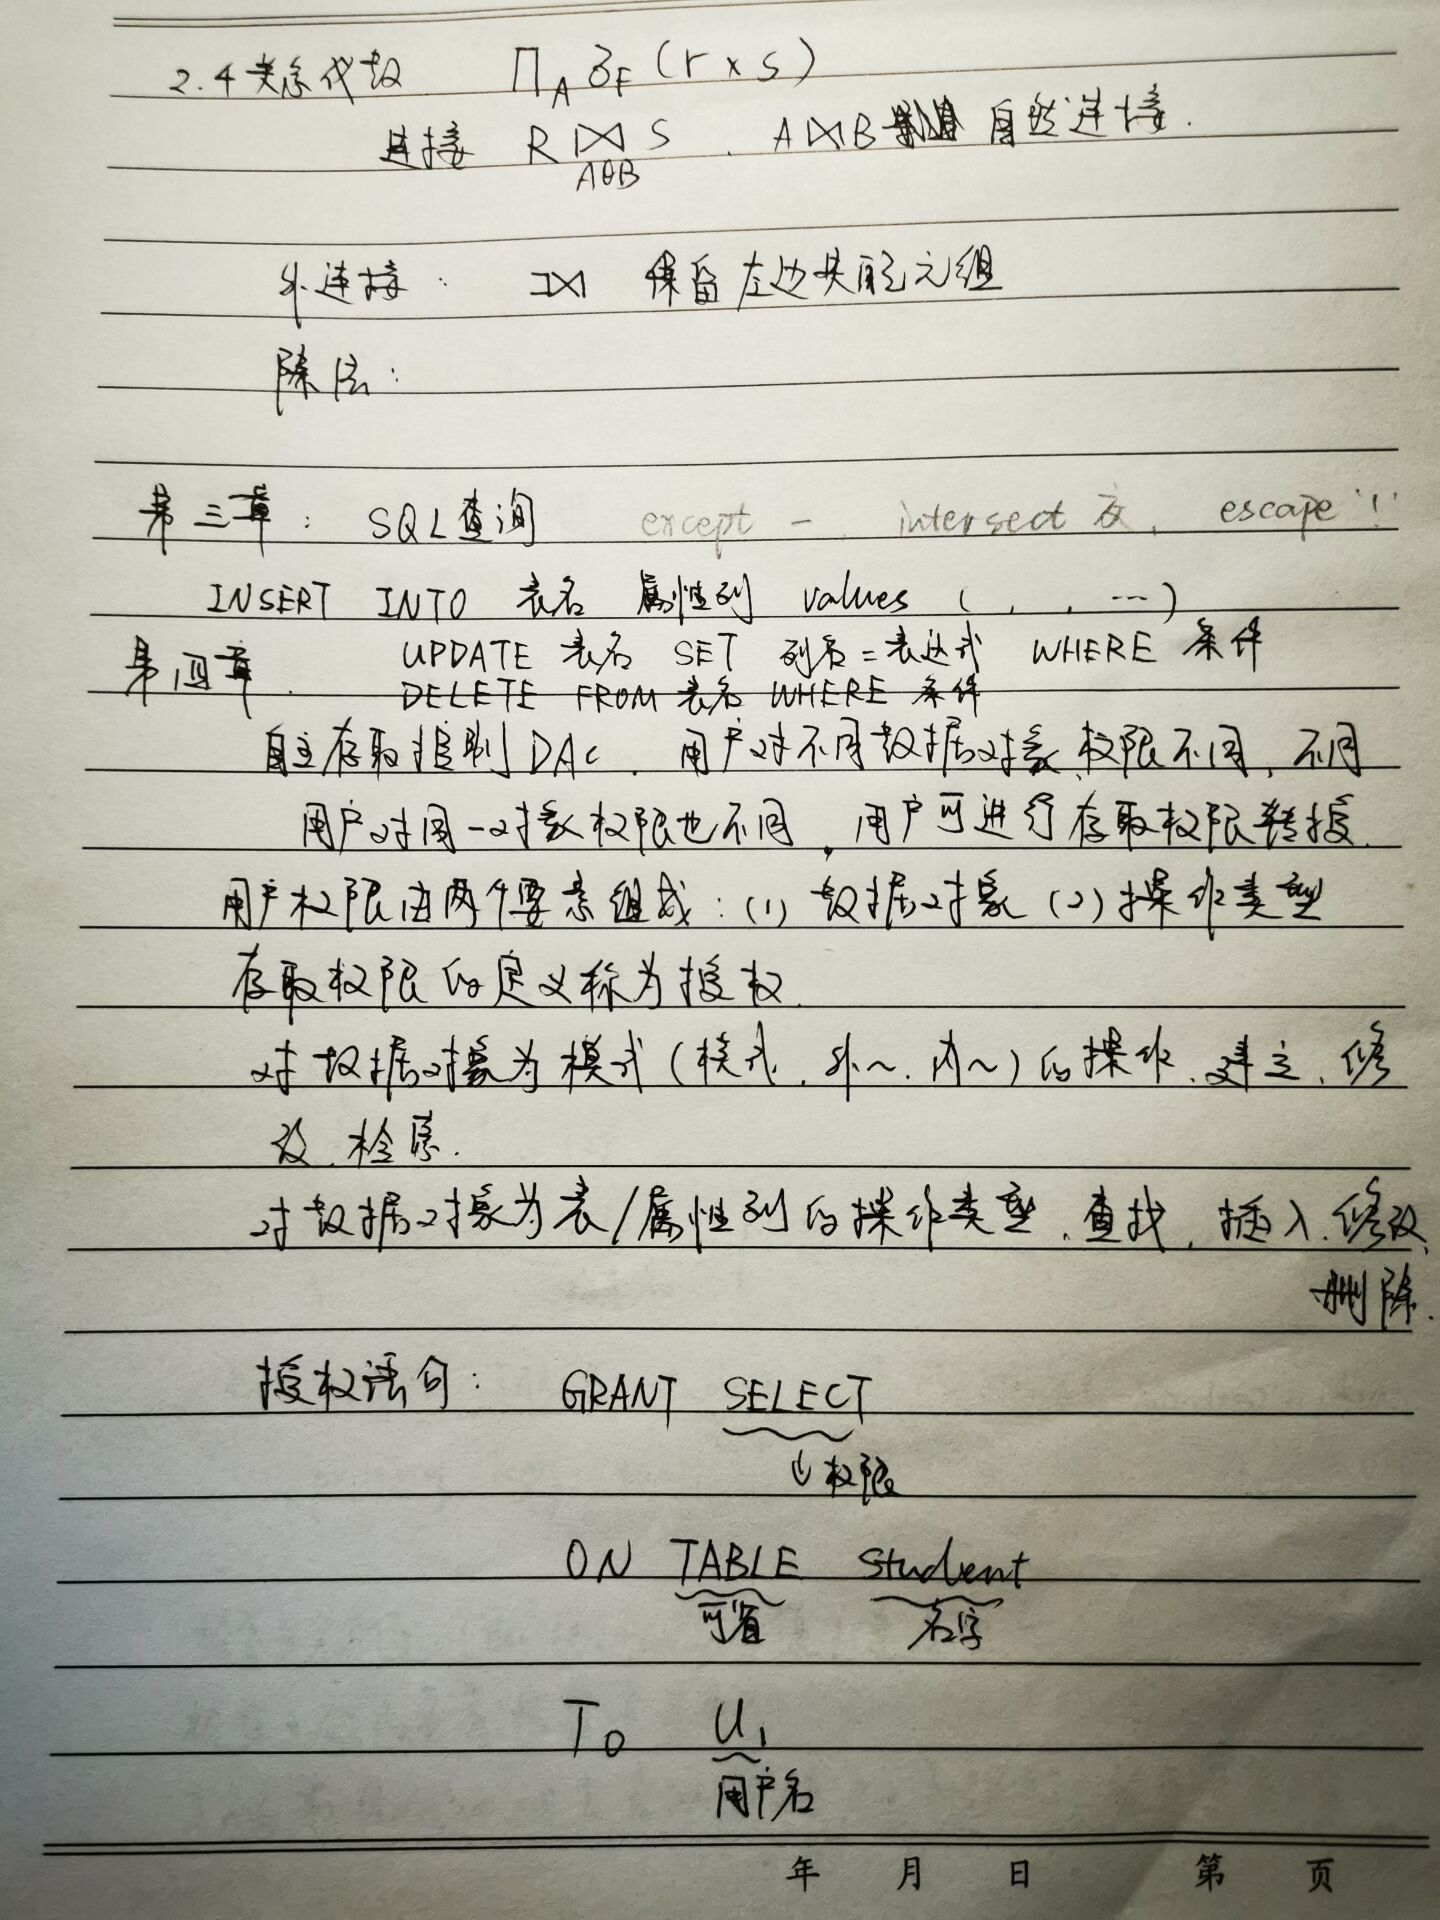 2.4 关系代数 ∏A σF (r × s)
连接 R ⋈ S . A⋈B 自然连接.
AθB
外连接: ⟕ 保留左边失配元组
除法:
第三章: SQL查询 except - . intersect 交. escape '!'
INSERT INTO 表名 属性列 values ( , , ...)
第四章. UPDATE 表名 SET 列名=表达式 WHERE 条件
DELETE FROM 表名 WHERE 条件
自主存取控制 DAC. 用户对不同数据对象权限不同, 不同
用户对同一对象权限也不同, 用户可进行存取权限转授.
用户权限由两个要素组成: (1) 数据对象 (2) 操作类型
存取权限的定义称为授权.
对数据对象为模式(模式. 外~. 内~)的操作. 建立. 修
改. 检索.
对数据对象为表/属性列的操作类型. 查找, 插入. 修改,
删除.
授权语句: GRANT SELECT
↓权限
ON TABLE Student
可省 名字
To U1
用户名
年 月 日 第 页